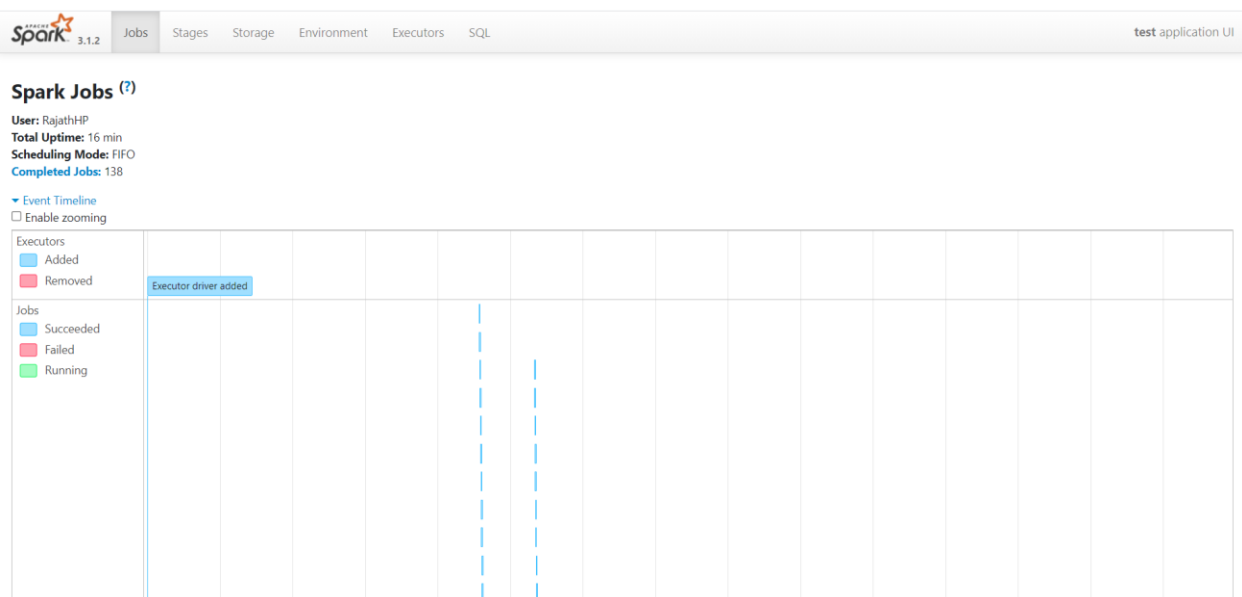 APACHE
Spark 3.1.2 Jobs Stages Storage Environment Executors SQL test application UI
Spark Jobs (?)
User: RajathHP
Total Uptime: 16 min
Scheduling Mode: FIFO
Completed Jobs: 138
Event Timeline
Enable zooming
Executors
Added
Removed
Executor driver added
Jobs
Succeeded
Failed
Running